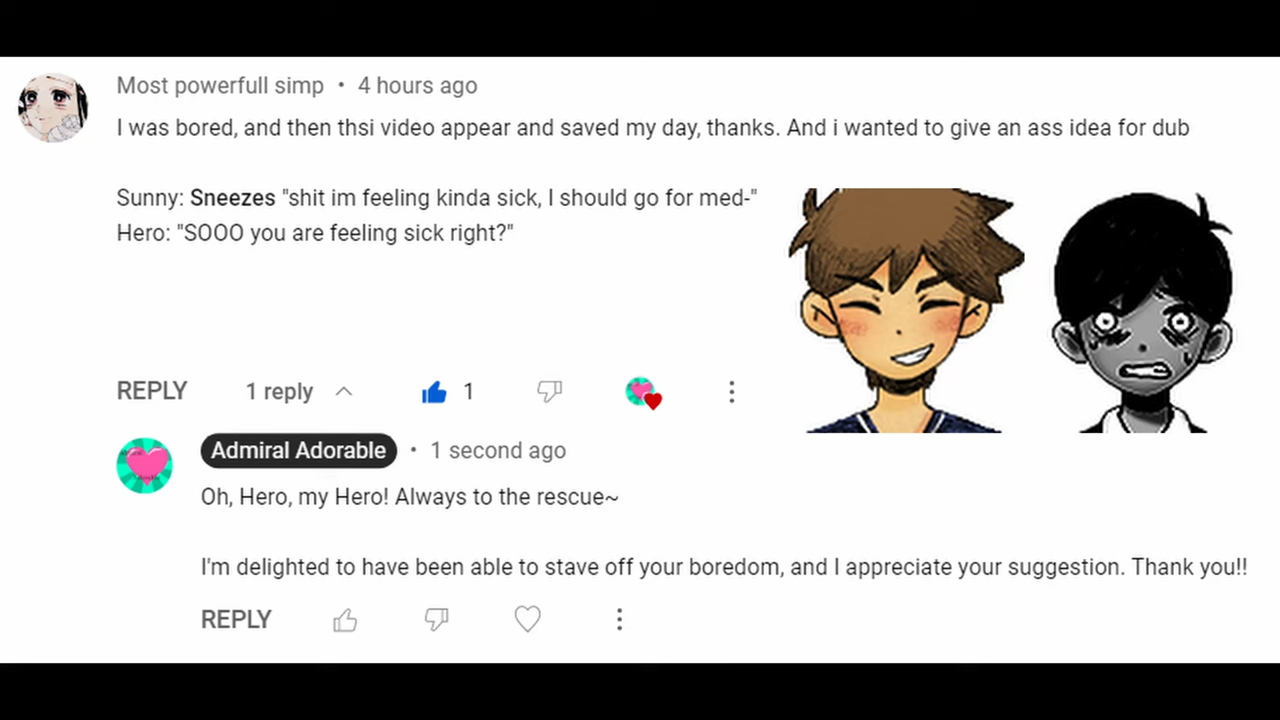 Most powerfull simp • 4 hours ago
I was bored, and then thsi video appear and saved my day, thanks. And i wanted to give an ass idea for dub
Sunny: Sneezes "shit im feeling kinda sick, I should go for med-"
Hero: "SOOO you are feeling sick right?"
REPLY 1 reply 1
Admiral Adorable • 1 second ago
Oh, Hero, my Hero! Always to the rescue~
I'm delighted to have been able to stave off your boredom, and I appreciate your suggestion. Thank you!!
REPLY